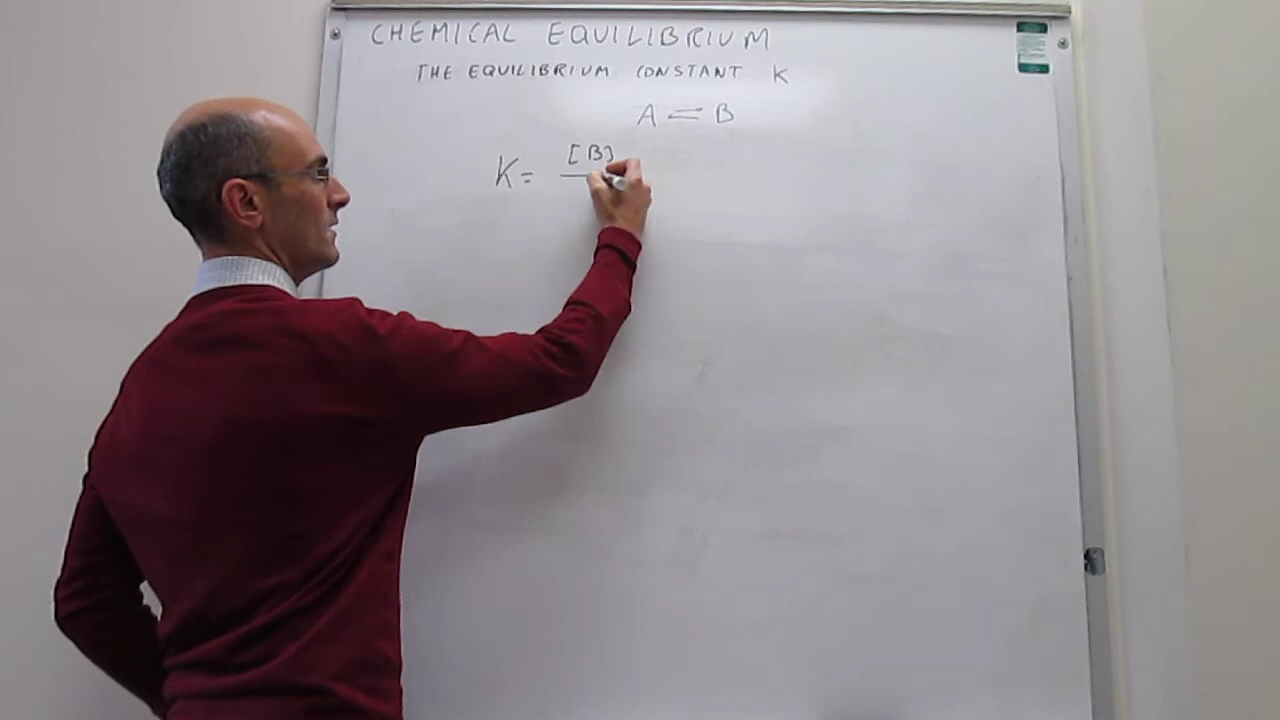 CHEMICAL EQUILIBRIUM
THE EQUILIBRIUM CONSTANT K
A ⇌ B
K = [B]